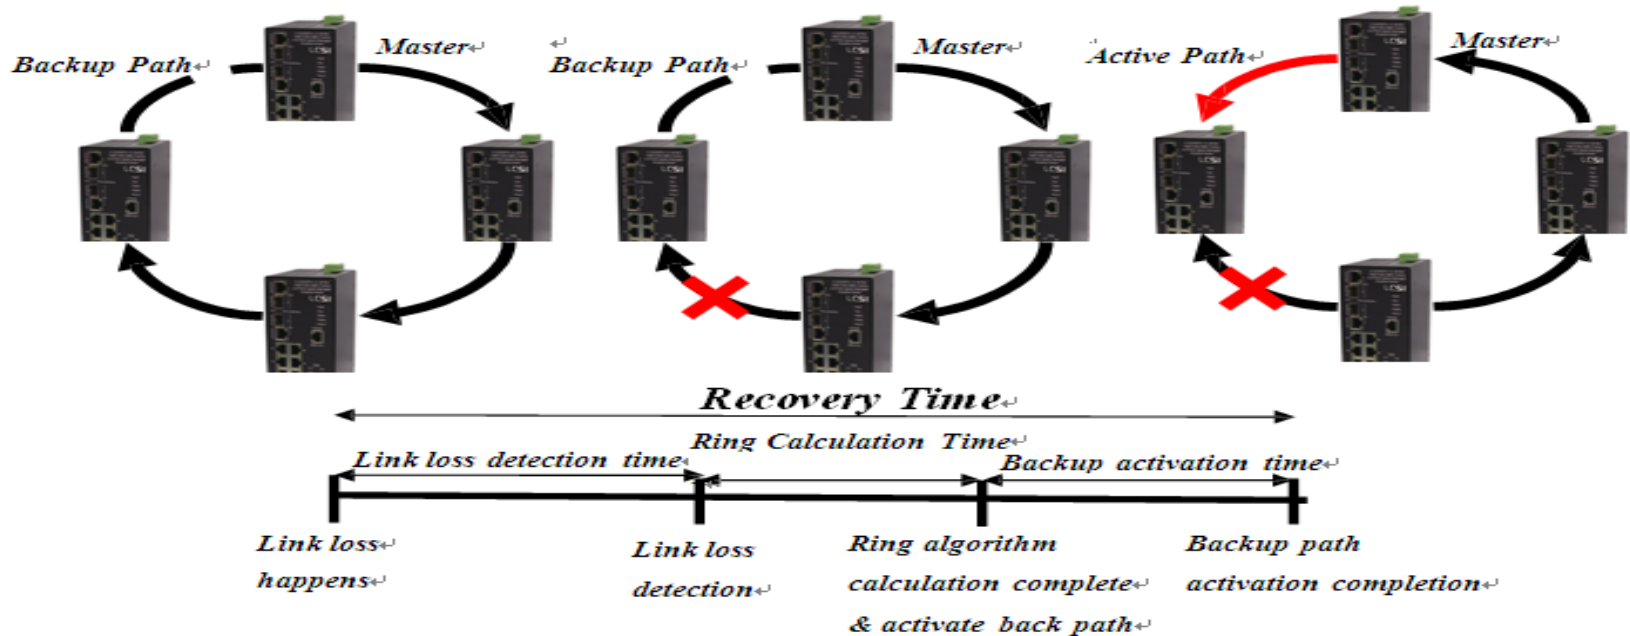 Master↵
Backup Path↵
↵
Master↵
Backup Path↵
Master↵
Active Path↵
Recovery Time↵
Ring Calculation Time↵
Link loss detection time↵
Backup activation time↵
Link loss↵
happens↵
Link loss
detection↵
Ring algorithm
calculation complete↵
& activate back path↵
Backup path
activation completion↵